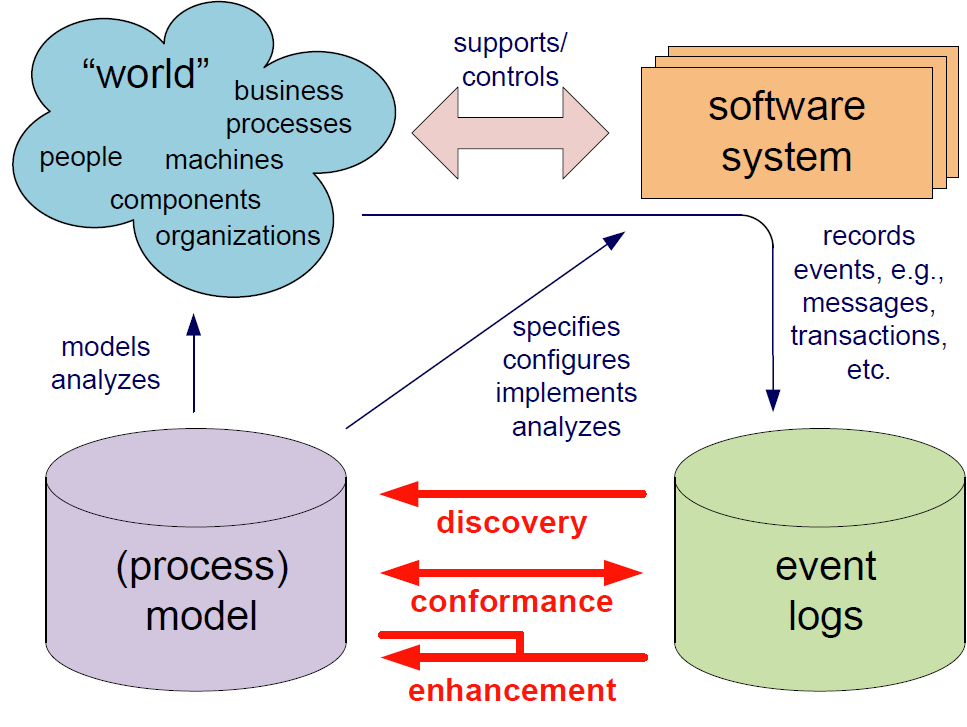 “world”
business
processes
people
machines
components
organizations
supports/
controls
software
system
records
events, e.g.,
messages,
transactions,
etc.
models
analyzes
specifies
configures
implements
analyzes
(process)
model
discovery
conformance
enhancement
event
logs